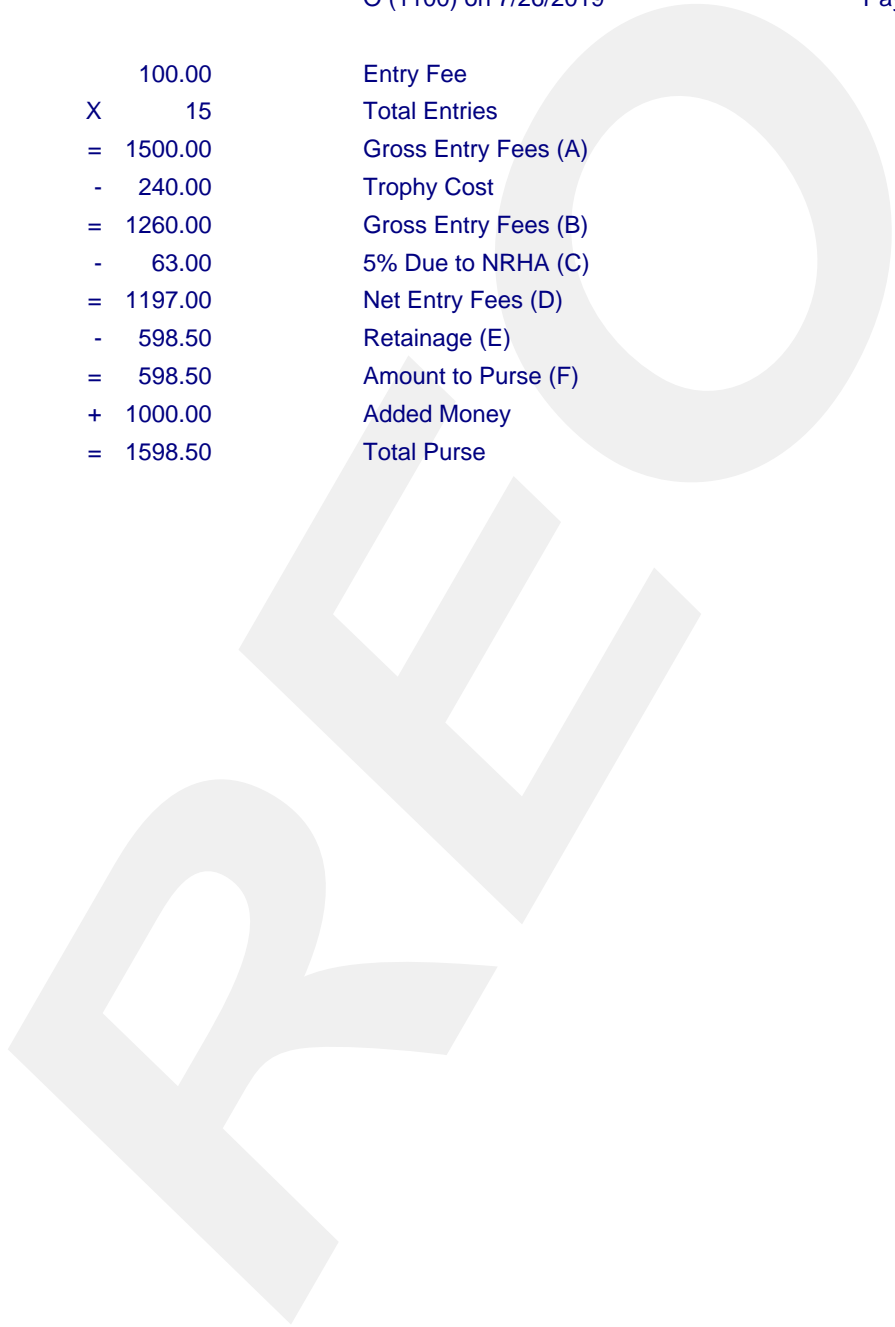 100.00 Entry Fee
X 15 Total Entries
= 1500.00 Gross Entry Fees (A)
- 240.00 Trophy Cost
= 1260.00 Gross Entry Fees (B)
- 63.00 5% Due to NRHA (C)
= 1197.00 Net Entry Fees (D)
- 598.50 Retainage (E)
= 598.50 Amount to Purse (F)
+ 1000.00 Added Money
= 1598.50 Total Purse
REO